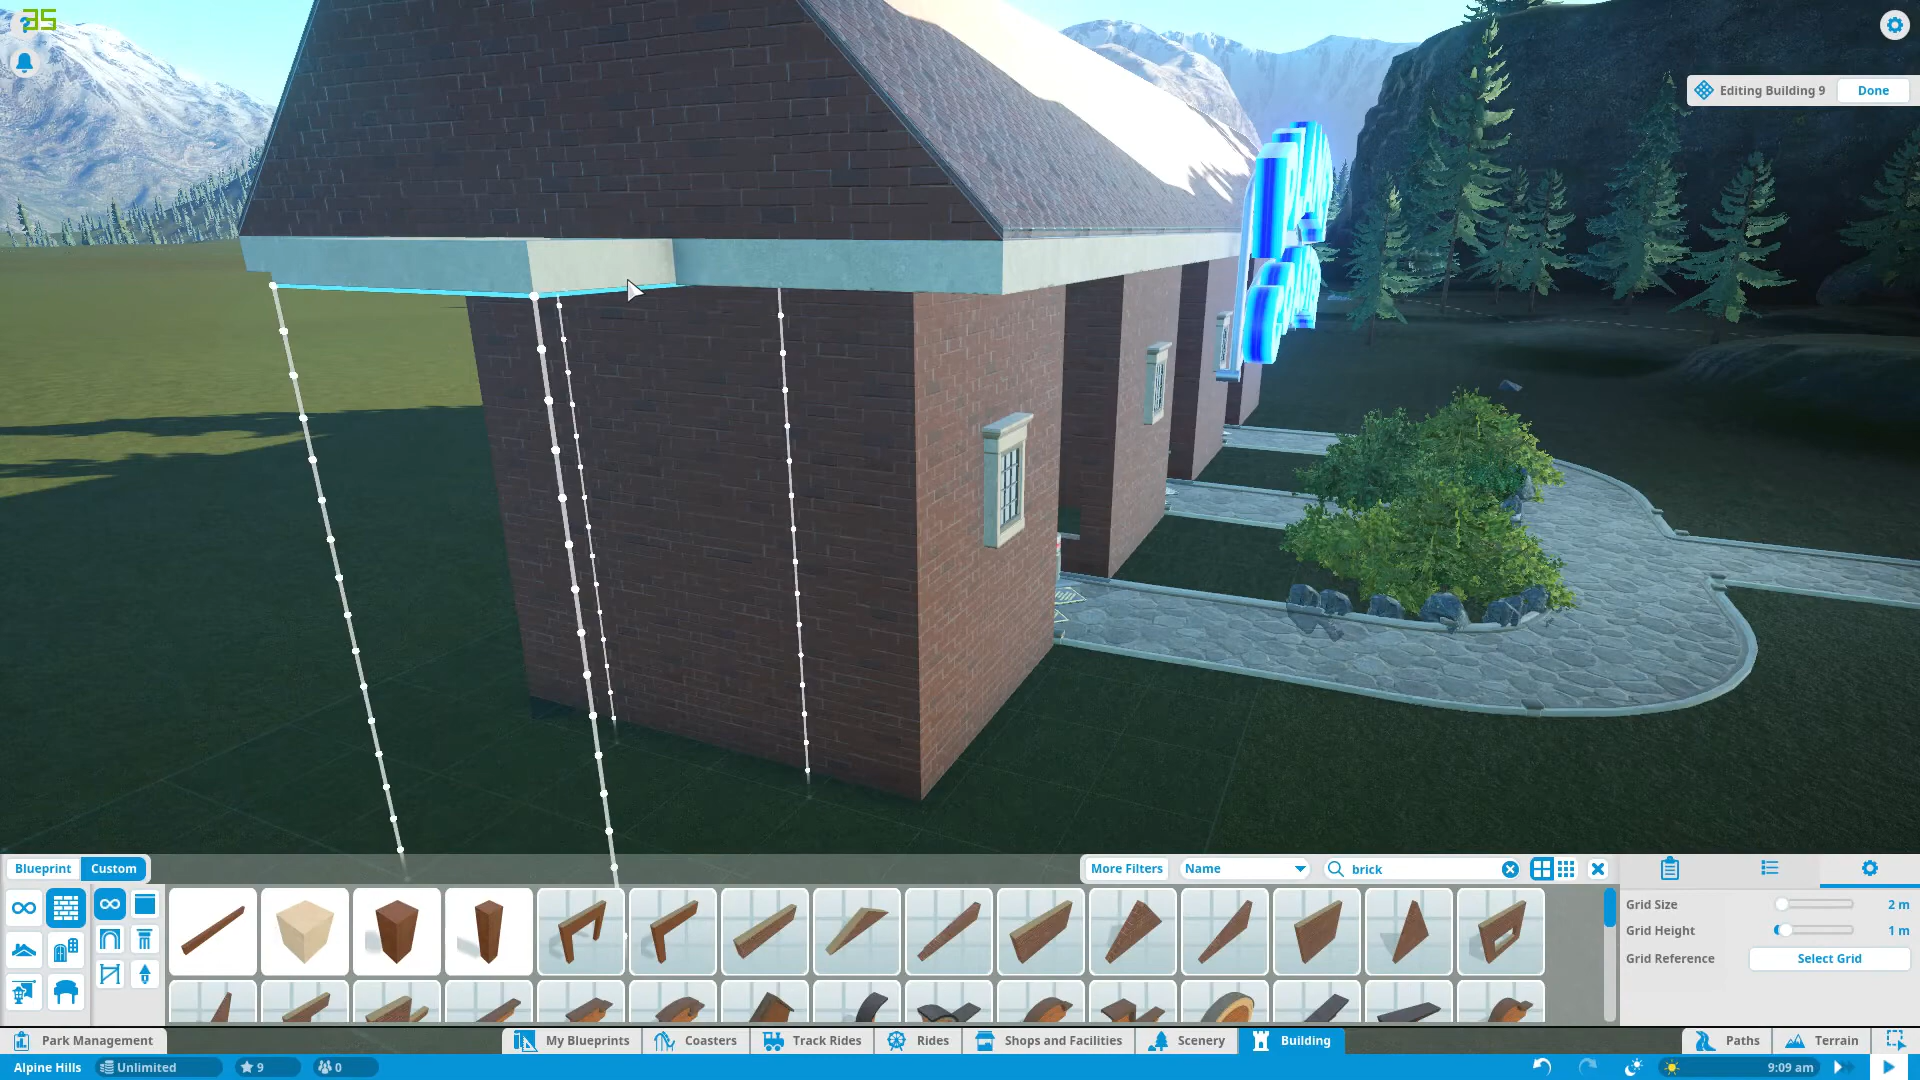 35
Editing Building 9
Done
Blueprint
Custom
More Filters
Name
brick
Grid Size
2 m
Grid Height
1 m
Grid Reference
Select Grid
Park Management
My Blueprints
Coasters
Track Rides
Rides
Shops and Facilities
Scenery
Building
Paths
Terrain
Alpine Hills
Unlimited
9
0
9:09 am